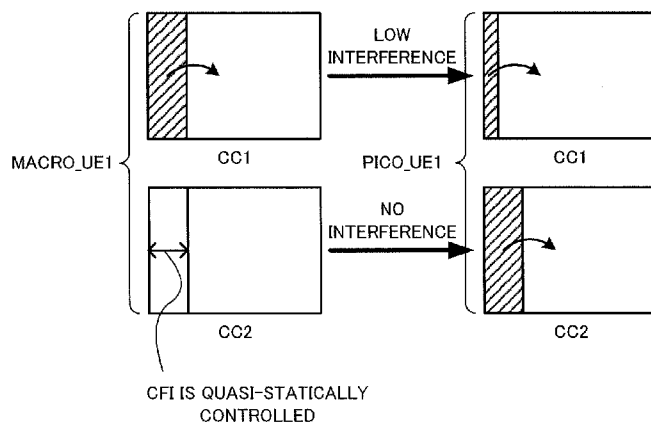 LOW
INTERFERENCE
CC1
CC1
MACRO_UE1
PICO_UE1
NO
INTERFERENCE
CC2
CC2
CFI IS QUASI-STATICALLY
CONTROLLED